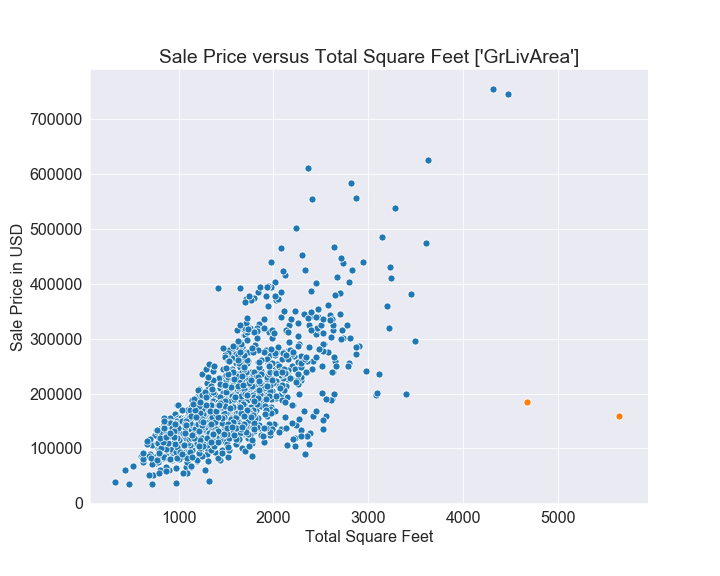 Sale Price versus Total Square Feet ['GrLivArea']
Sale Price in USD
700000
600000
500000
400000
300000
200000
100000
0
1000 2000 3000 4000 5000
Total Square Feet